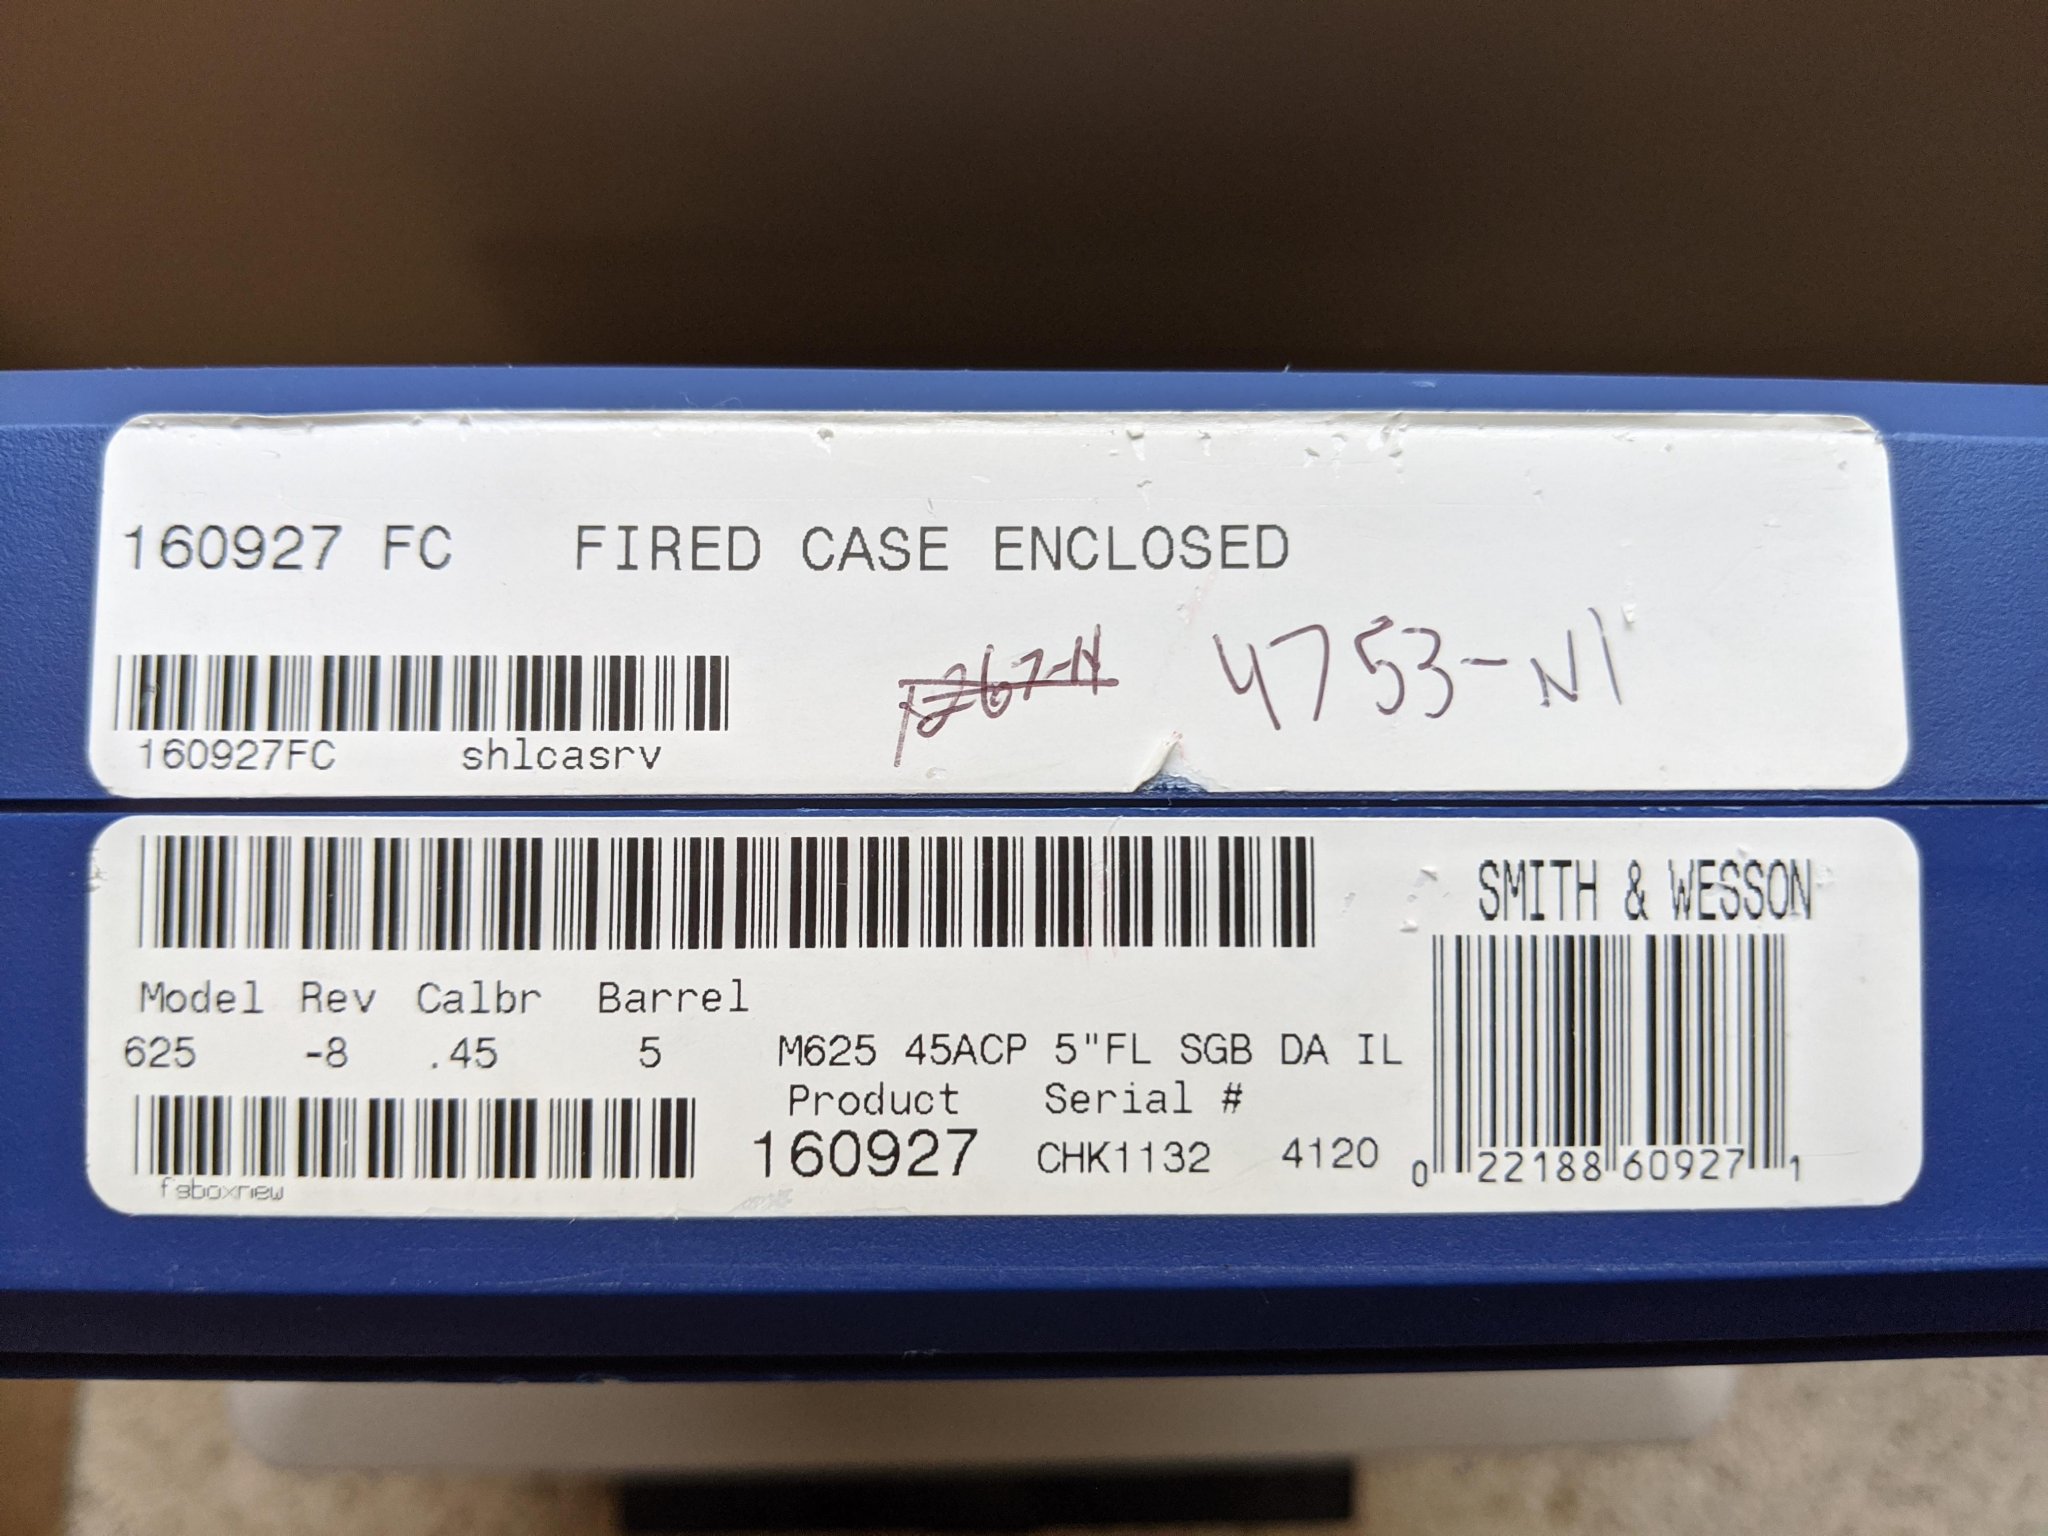 160927 FC FIRED CASE ENCLOSED
4753-N1
160927FC shlcasrv
SMITH & WESSON
Model Rev Calbr Barrel
625 -8 .45 5 M625 45ACP 5"FL SGB DA IL
Product Serial #
160927 CHK1132 4120
0 22188 60927 1